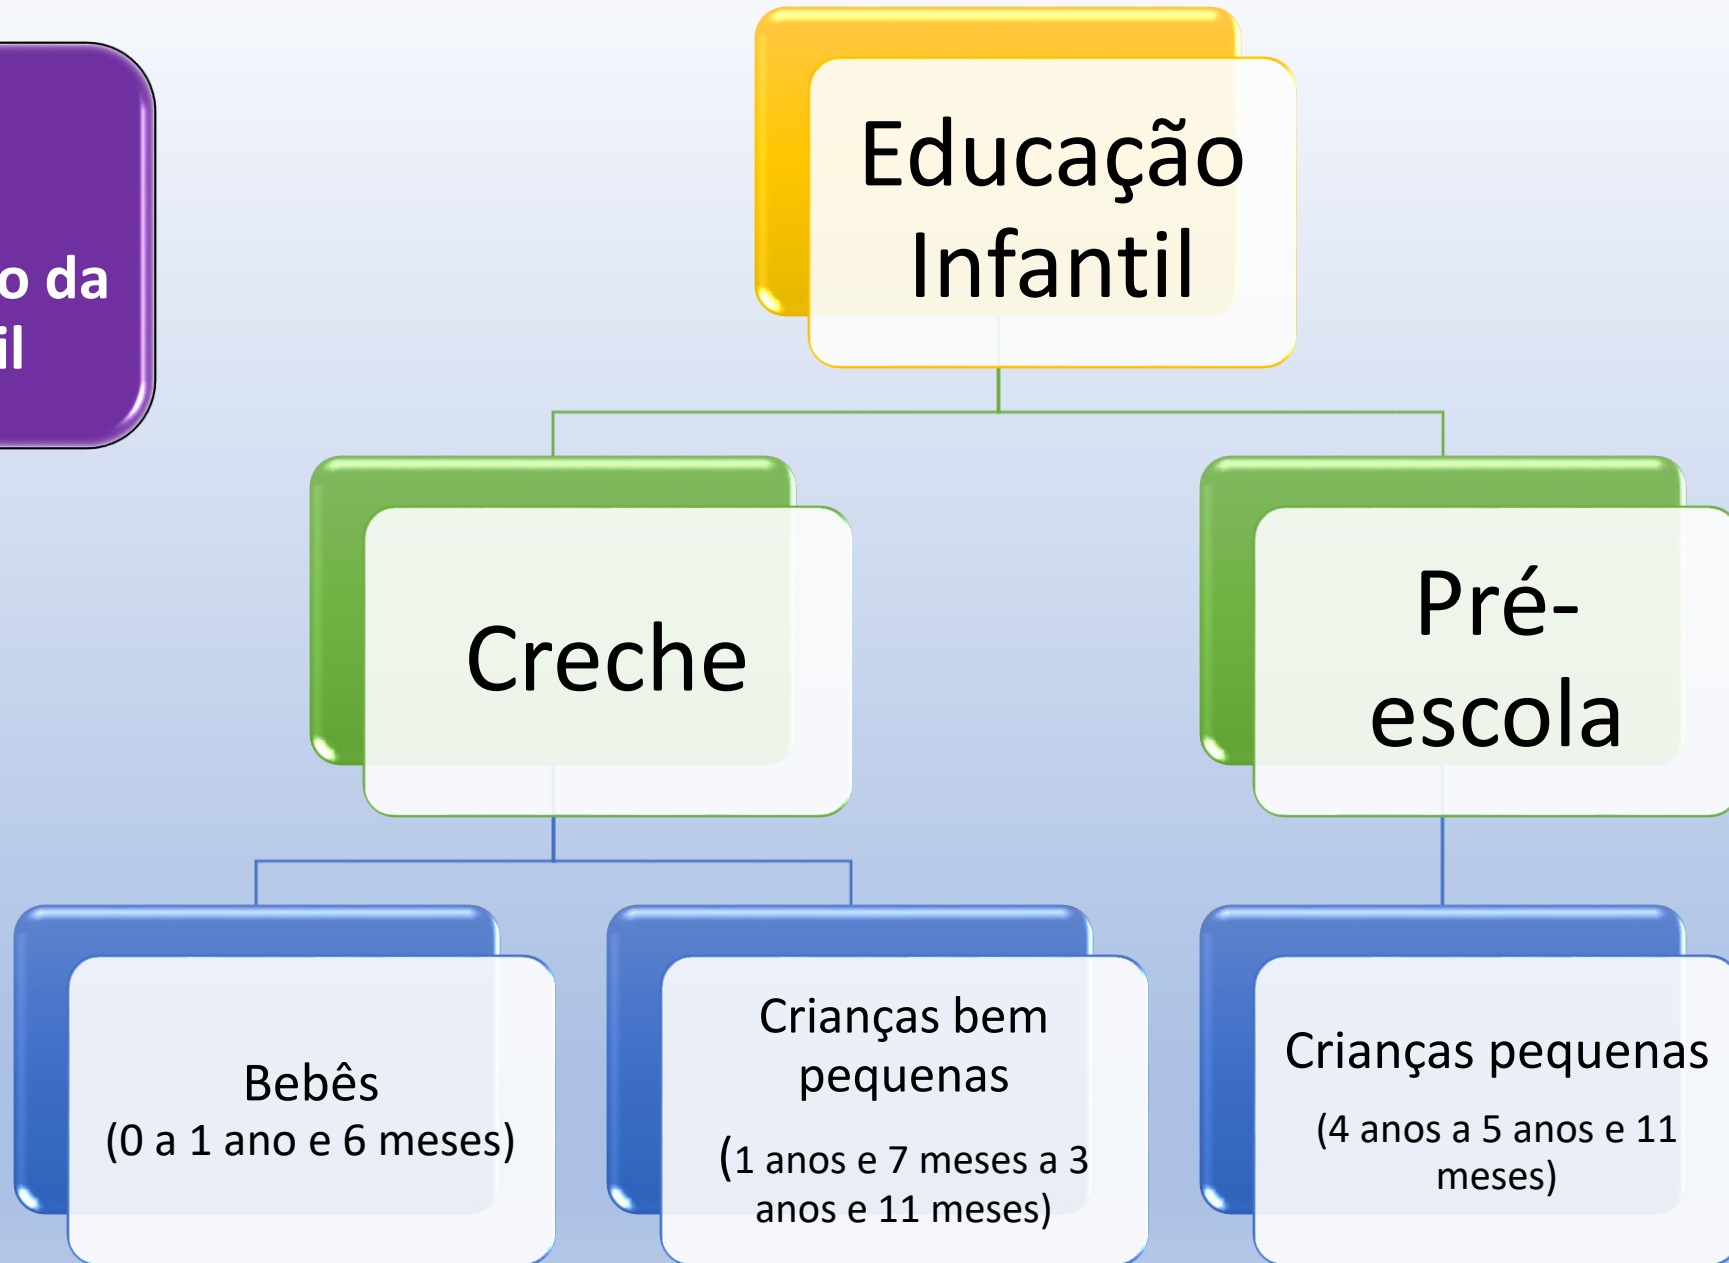 o da
il
Educação
Infantil
Creche
Pré-
escola
Bebês
(0 a 1 ano e 6 meses)
Crianças bem
pequenas
(1 anos e 7 meses a 3
anos e 11 meses)
Crianças pequenas
(4 anos a 5 anos e 11
meses)